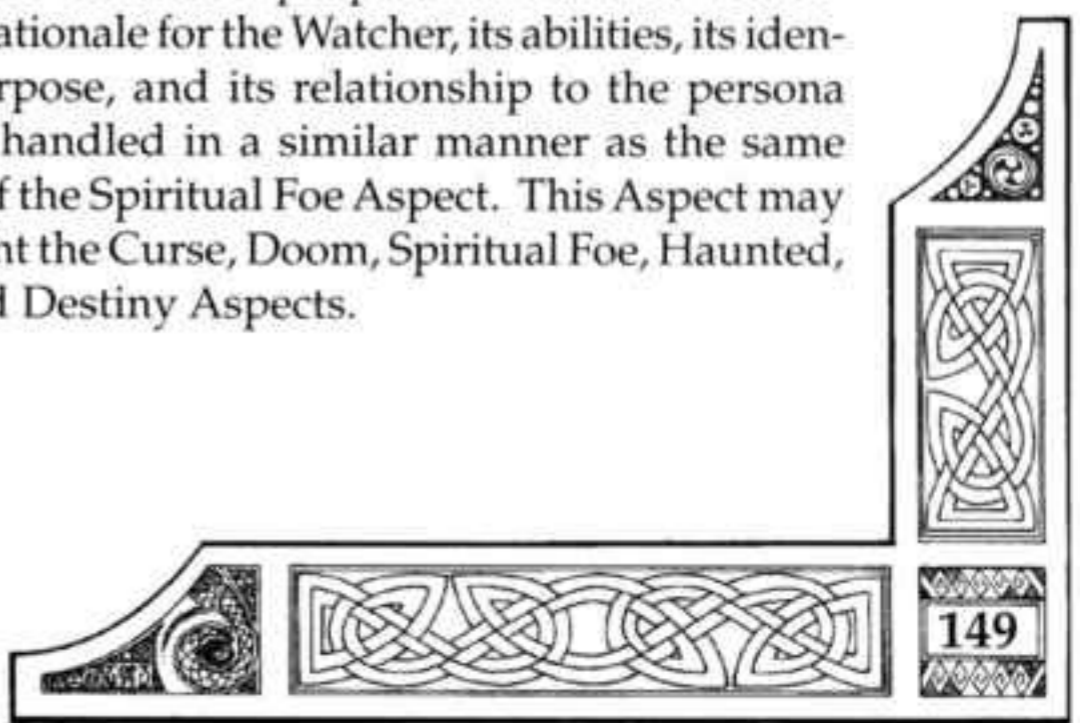 ationale for the Watcher, its abilities, its iden-
rpose, and its relationship to the persona
handled in a similar manner as the same
f the Spiritual Foe Aspect. This Aspect may
nt the Curse, Doom, Spiritual Foe, Haunted,
d Destiny Aspects.
149